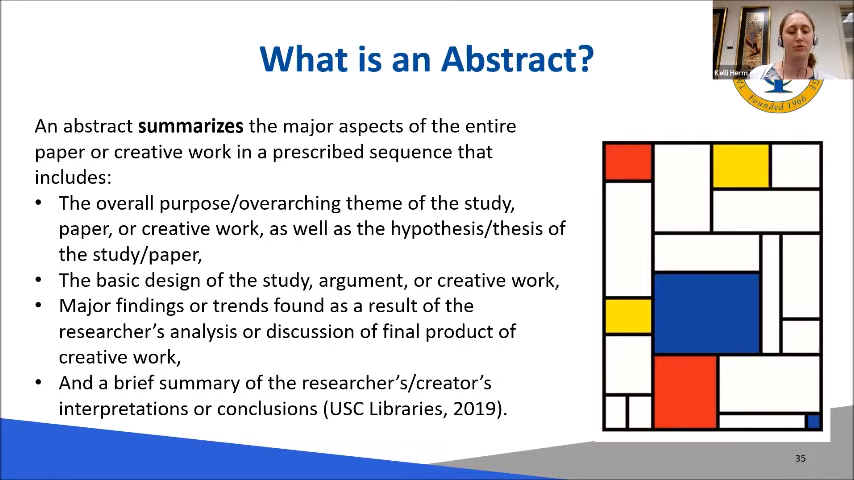 What is an Abstract?
Kelli Herm
Founded 1966
An abstract summarizes the major aspects of the entire
paper or creative work in a prescribed sequence that
includes:
• The overall purpose/overarching theme of the study,
paper, or creative work, as well as the hypothesis/thesis of
the study/paper,
• The basic design of the study, argument, or creative work,
• Major findings or trends found as a result of the
researcher's analysis or discussion of final product of
creative work,
• And a brief summary of the researcher's/creator's
interpretations or conclusions (USC Libraries, 2019).
35